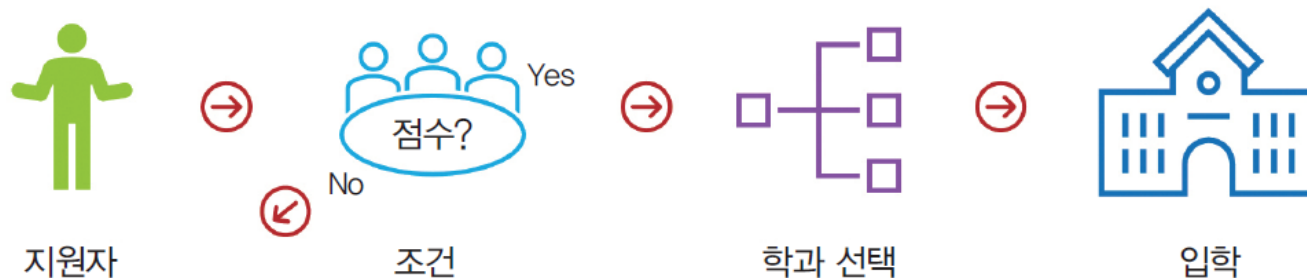 Yes
점수?
No
지원자
조건
학과 선택
입학